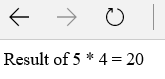 Result of 5 * 4 = 20